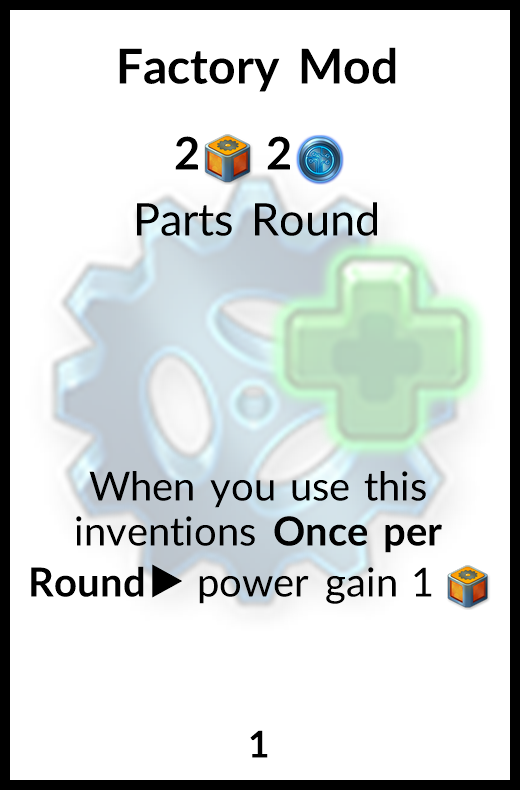 Factory Mod
2 2
Parts Round
When you use this
inventions Once per
Round▶ power gain 1
1